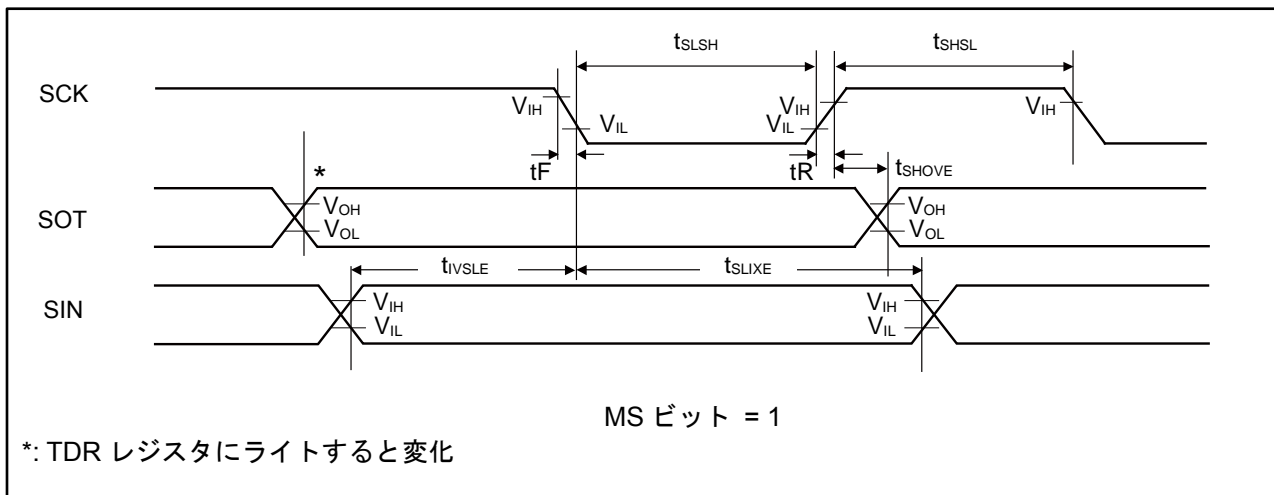 tSLSH tSHSL
SCK
VIH VIL VIH VIL VIH
tF tR tSHOVE
*
SOT
VOH VOH
VOL VOL
tIVSLE tSLIXE
SIN
VIH VIH
VIL VIL
MS ビット = 1
*: TDR レジスタにライトすると変化